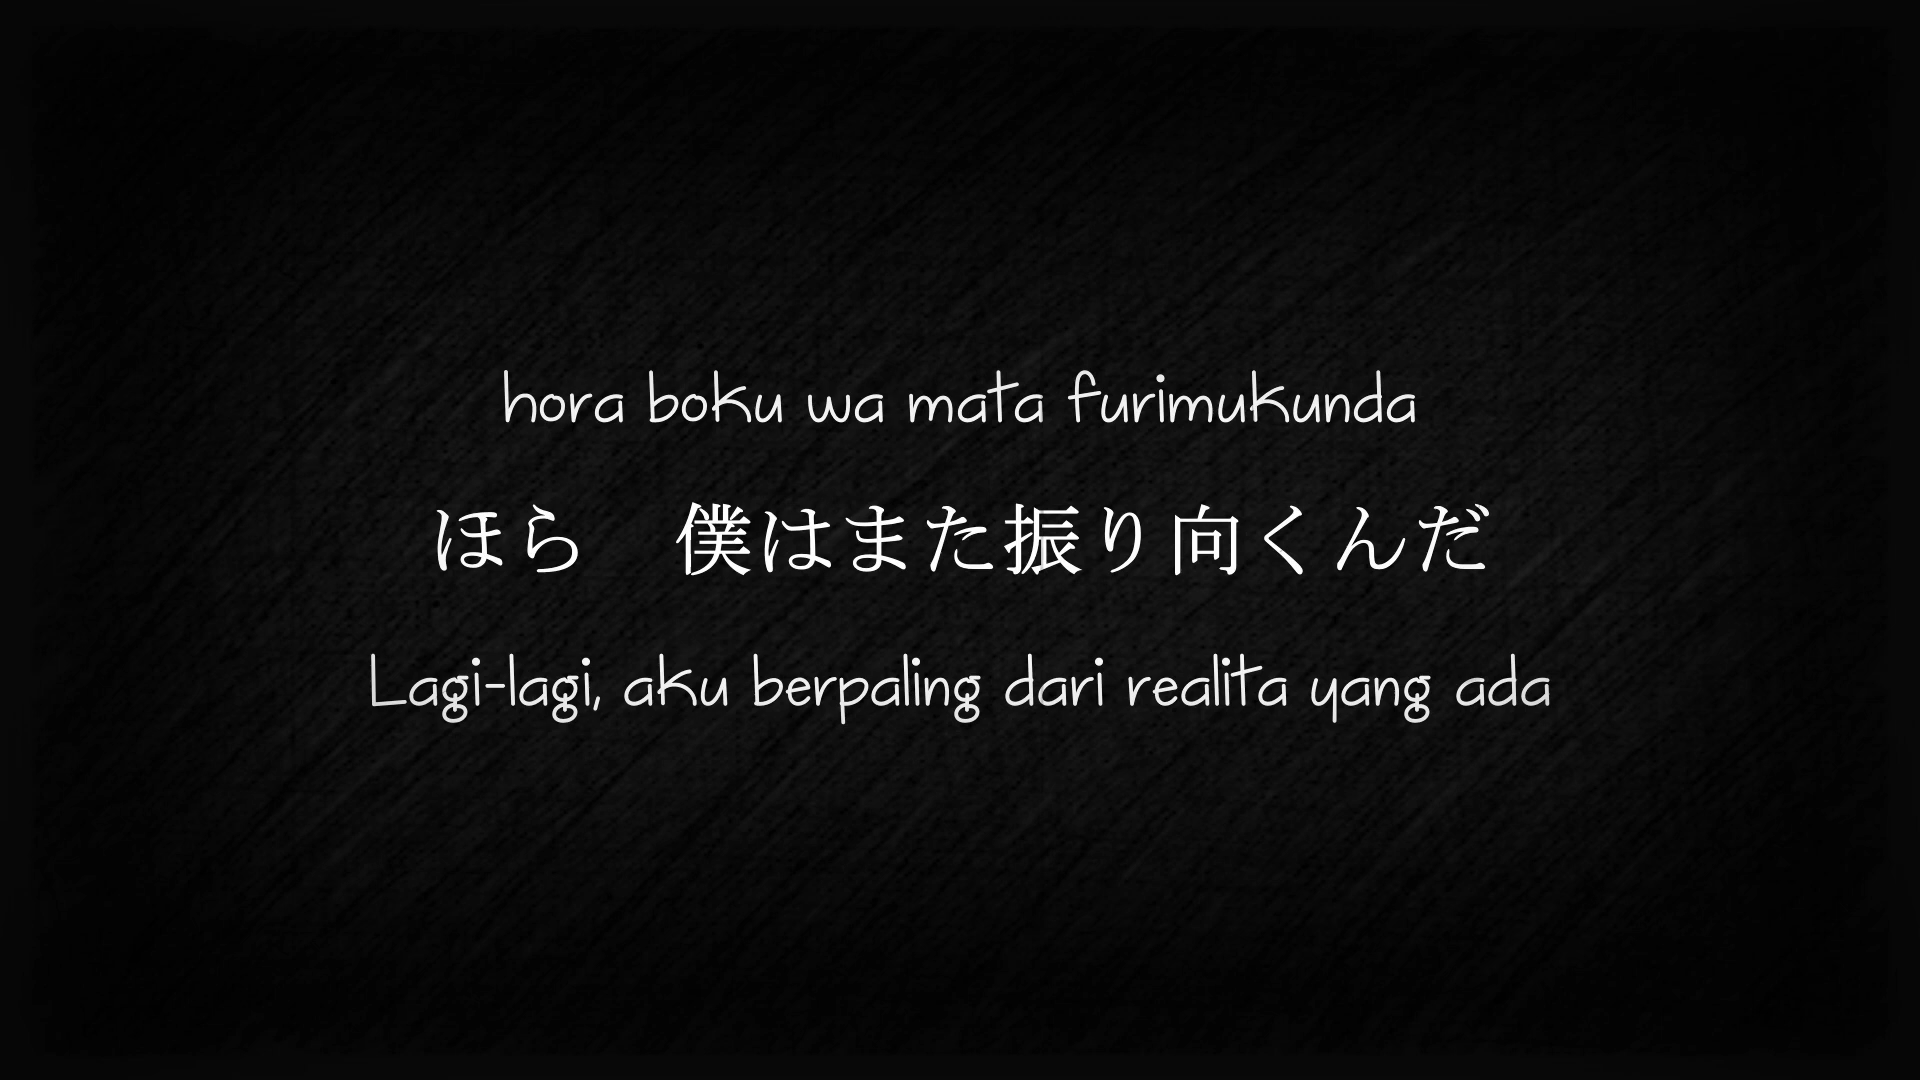 hora boku wa mata furimukunda
ほら　僕はまた振り向くんだ
Lagi-lagi, aku berpaling dari realita yang ada